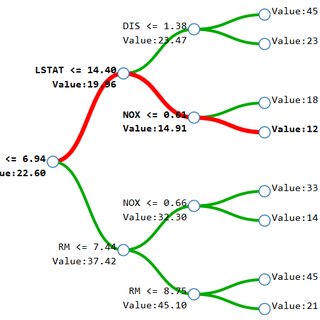 DIS <= 1.38
Value:23.47
Value:45
Value:23
LSTAT <= 14.40
Value:19.96
NOX <= 0.61
Value:14.91
Value:18
Value:12
<= 6.94
ue:22.60
NOX <= 0.66
Value:32.30
Value:33
Value:14
RM <= 7.44
Value:37.42
RM <= 8.75
Value:45.10
Value:45
Value:21